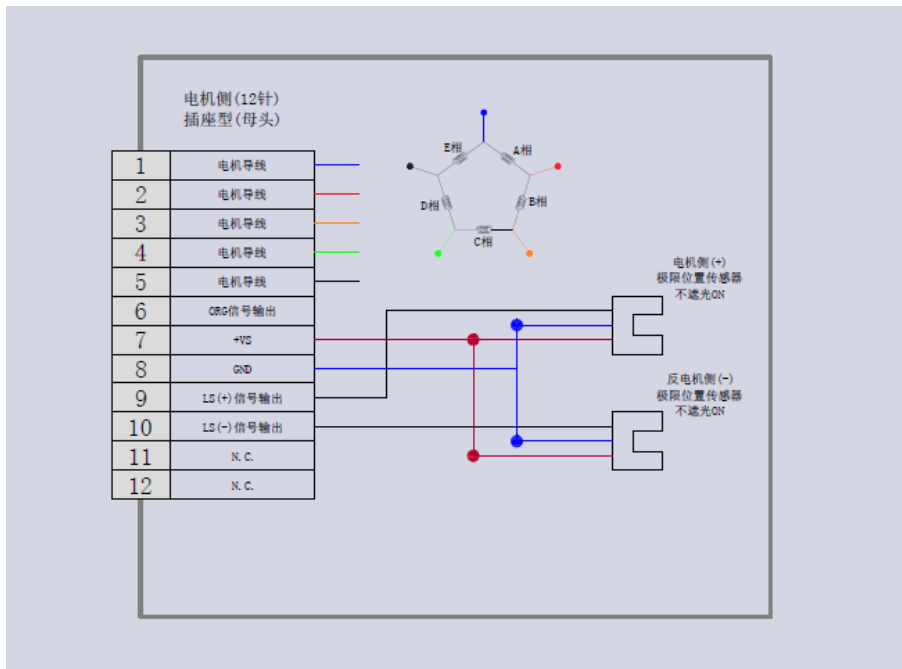 电机侧(12针)
插座型(母头)
1 电机导线
2 电机导线
3 电机导线
4 电机导线
5 电机导线
6 ORG信号输出
7 +VS
8 GND
9 LS(+)信号输出
10 LS(-)信号输出
11 N.C.
12 N.C.
E相
A相
D相
B相
C相
电机侧(+)
极限位置传感器
不遮光ON
反电机侧(-)
极限位置传感器
不遮光ON